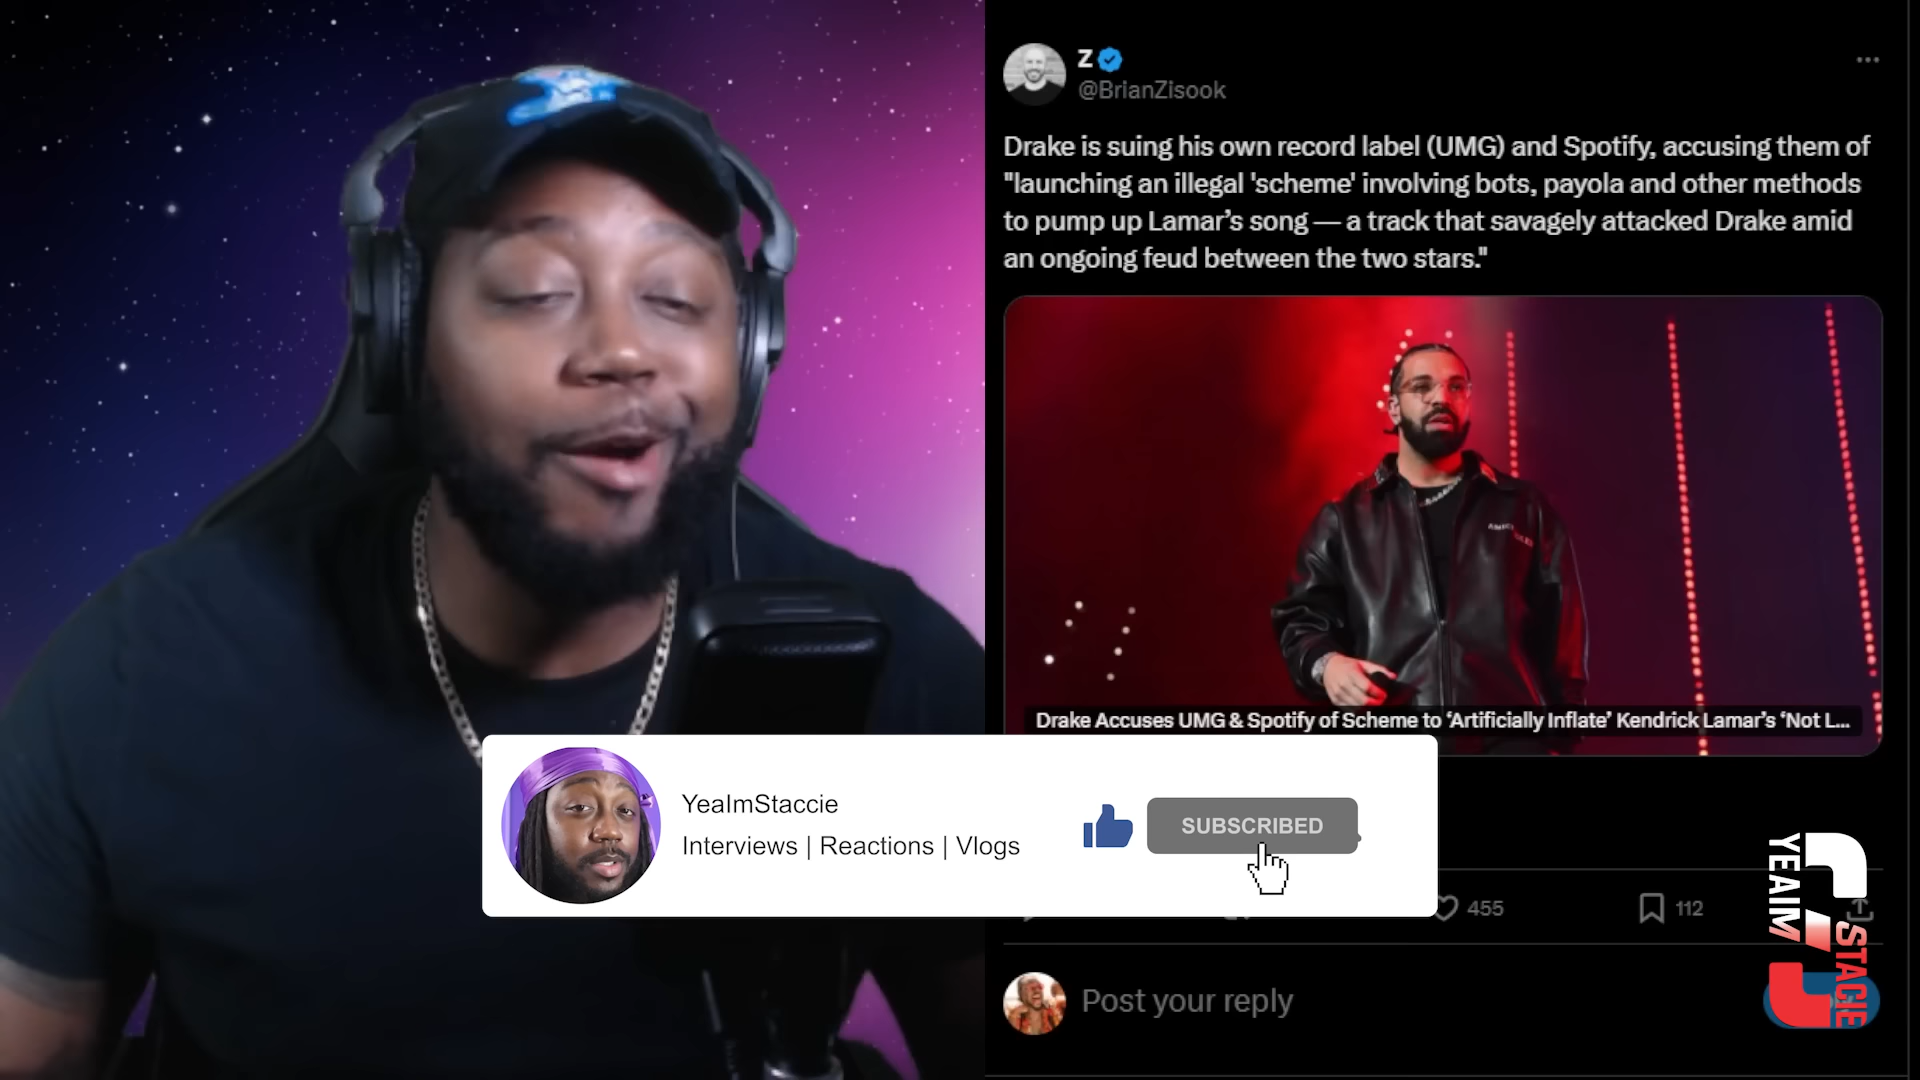 Z
@BrianZisook
Drake is suing his own record label (UMG) and Spotify, accusing them of
"launching an illegal 'scheme' involving bots, payola and other methods
to pump up Lamar’s song — a track that savagely attacked Drake amid
an ongoing feud between the two stars."
Drake Accuses UMG & Spotify of Scheme to ‘Artificially Inflate’ Kendrick Lamar’s ‘Not L...
YeaImStaccie
Interviews | Reactions | Vlogs
SUBSCRIBED
455
112
Post your reply
YEAIM
STACIE